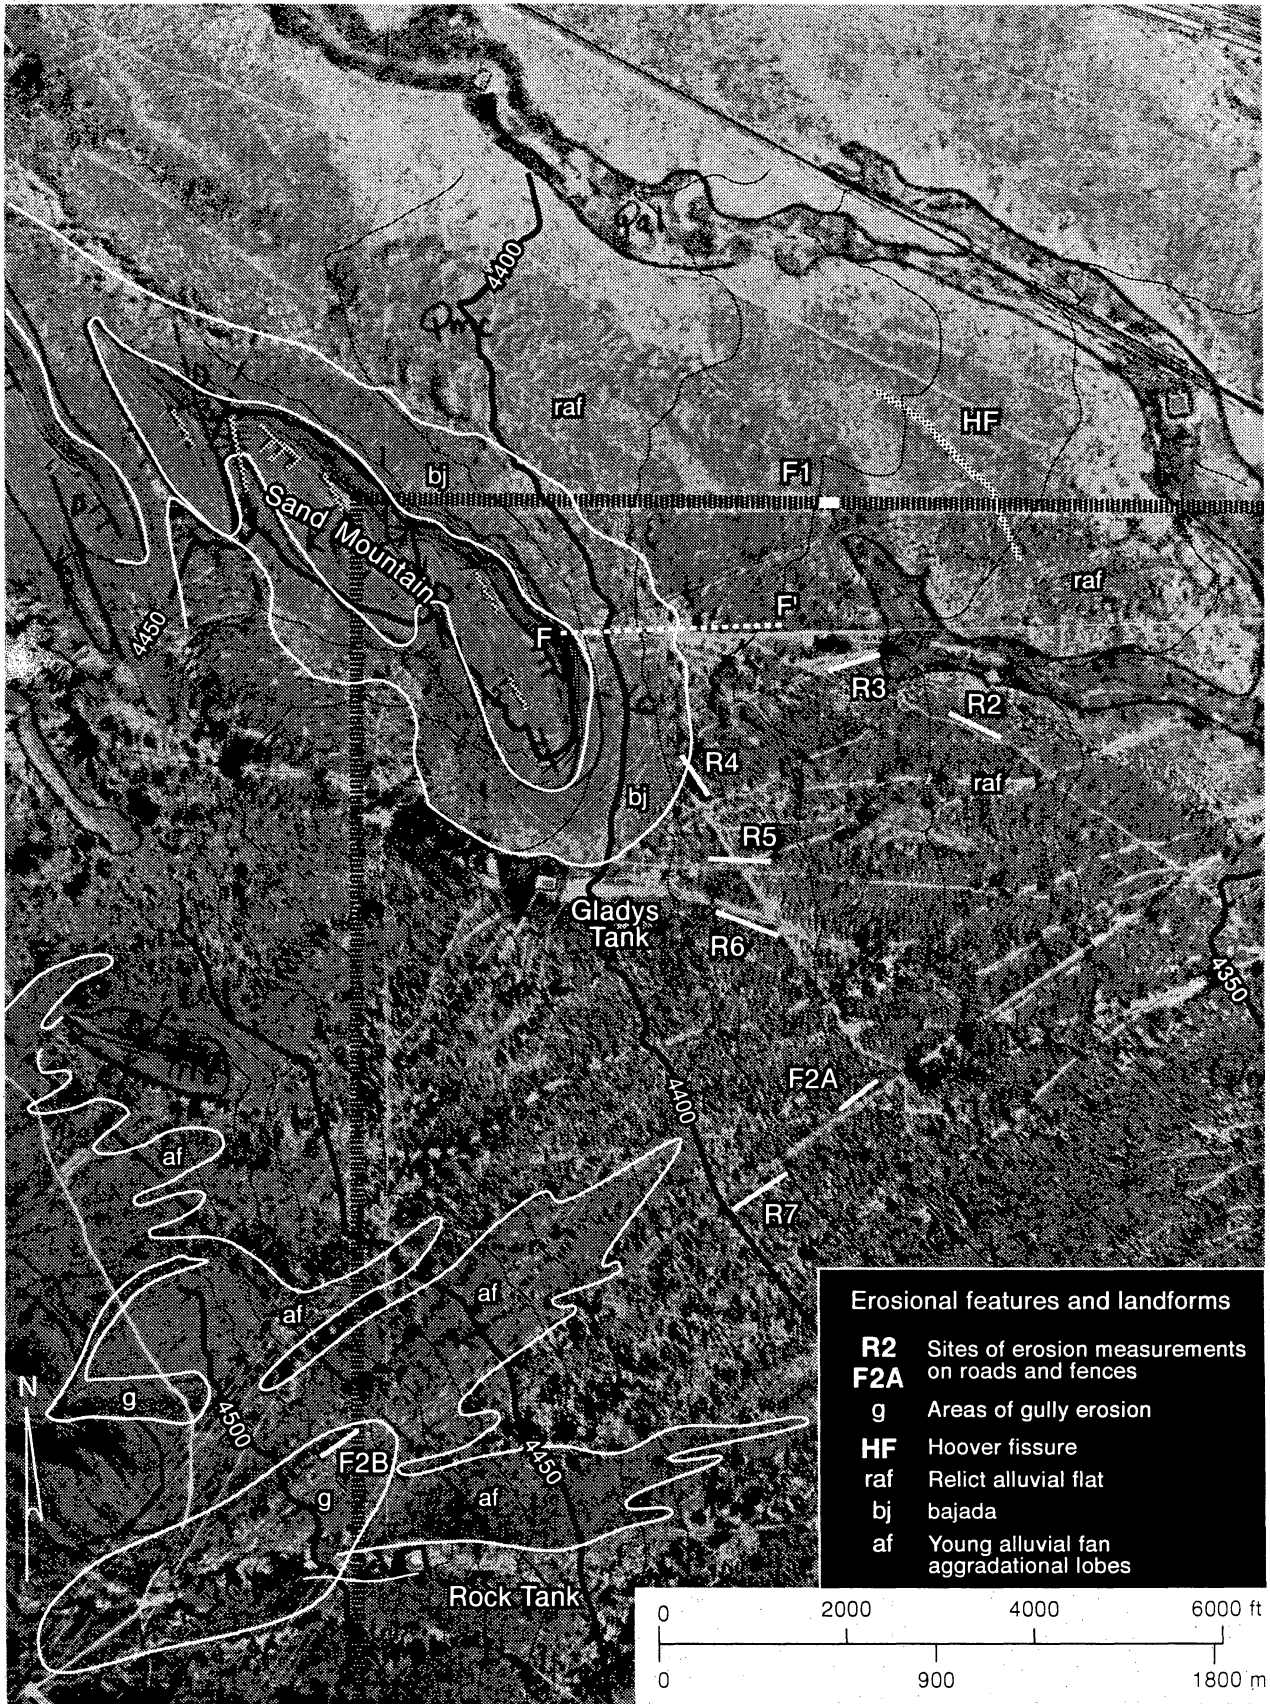 Qal
4400
Qmc
raf
HF
bj
F1
Sand Mountain
raf
F'
F
4450
R3
R2
R4
raf
bj
R5
Gladys
Tank
R6
4350
F2A
4400
af
R7
af
af
Erosional features and landforms
R2 Sites of erosion measurements
F2A on roads and fences
g Areas of gully erosion
HF Hoover fissure
raf Relict alluvial flat
bj bajada
af Young alluvial fan
aggradational lobes
N
g
4500
F2B
4450
g
af
Rock Tank
0 2000 4000 6000 ft
0 900 1800 m